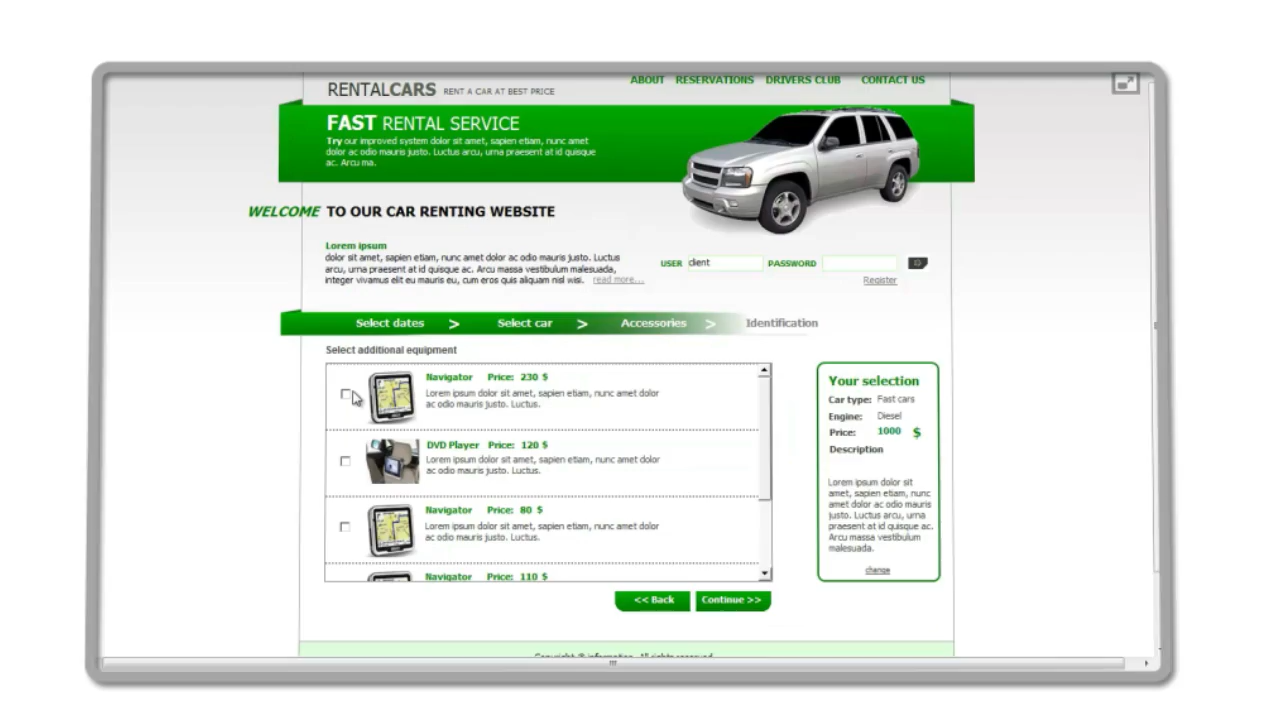 ABOUT RESERVATIONS DRIVERS CLUB CONTACT US
RENTALCARS RENT A CAR AT BEST PRICE
FAST RENTAL SERVICE
Try our improved system dolor sit amet, sapien etiam, nunc amet
dolor ac odio mauris justo. Luctus arcu, urna praesent at id quisque
ac. Arcu ma.
WELCOME TO OUR CAR RENTING WEBSITE
Lorem ipsum
dolor sit amet, sapien etiam, nunc amet dolor ac odio mauris justo. Luctus
arcu, urna praesent at id quisque ac. Arcu massa vestibulum malesuada,
integer vivamus elit eu mauris eu, cum eros quis aliquam nisl wisi. read more...
USER client PASSWORD
Register
Select dates > Select car > Accessories > Identification
Select additional equipment
Navigator Price: 230 $
Lorem ipsum dolor sit amet, sapien etiam, nunc amet dolor
ac odio mauris justo. Luctus.
DVD Player Price: 120 $
Lorem ipsum dolor sit amet, sapien etiam, nunc amet dolor
ac odio mauris justo. Luctus.
Navigator Price: 80 $
Lorem ipsum dolor sit amet, sapien etiam, nunc amet dolor
ac odio mauris justo. Luctus.
Navigator Price: 110 $
Your selection
Car type: Fast cars
Engine: Diesel
Price: 1000 $
Description
Lorem ipsum dolor sit
amet, sapien etiam, nunc
amet dolor ac odio mauris
justo. Luctus arcu, urna
praesent at id quisque ac.
Arcu massa vestibulum
malesuada.
change
<< Back Continue >>
Copyright © information. All rights reserved